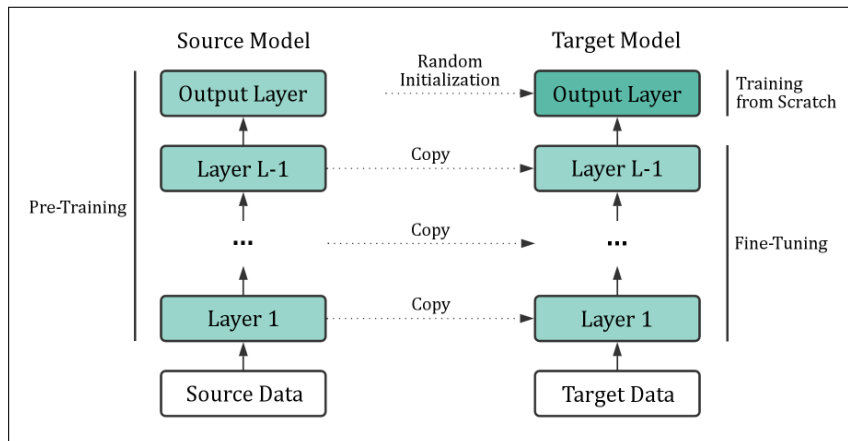 Source Model
Target Model
Random
Initialization
Output Layer
Output Layer
Training
from Scratch
Layer L-1
Copy
Layer L-1
Pre-Training
...
Copy
...
Fine-Tuning
Layer 1
Copy
Layer 1
Source Data
Target Data